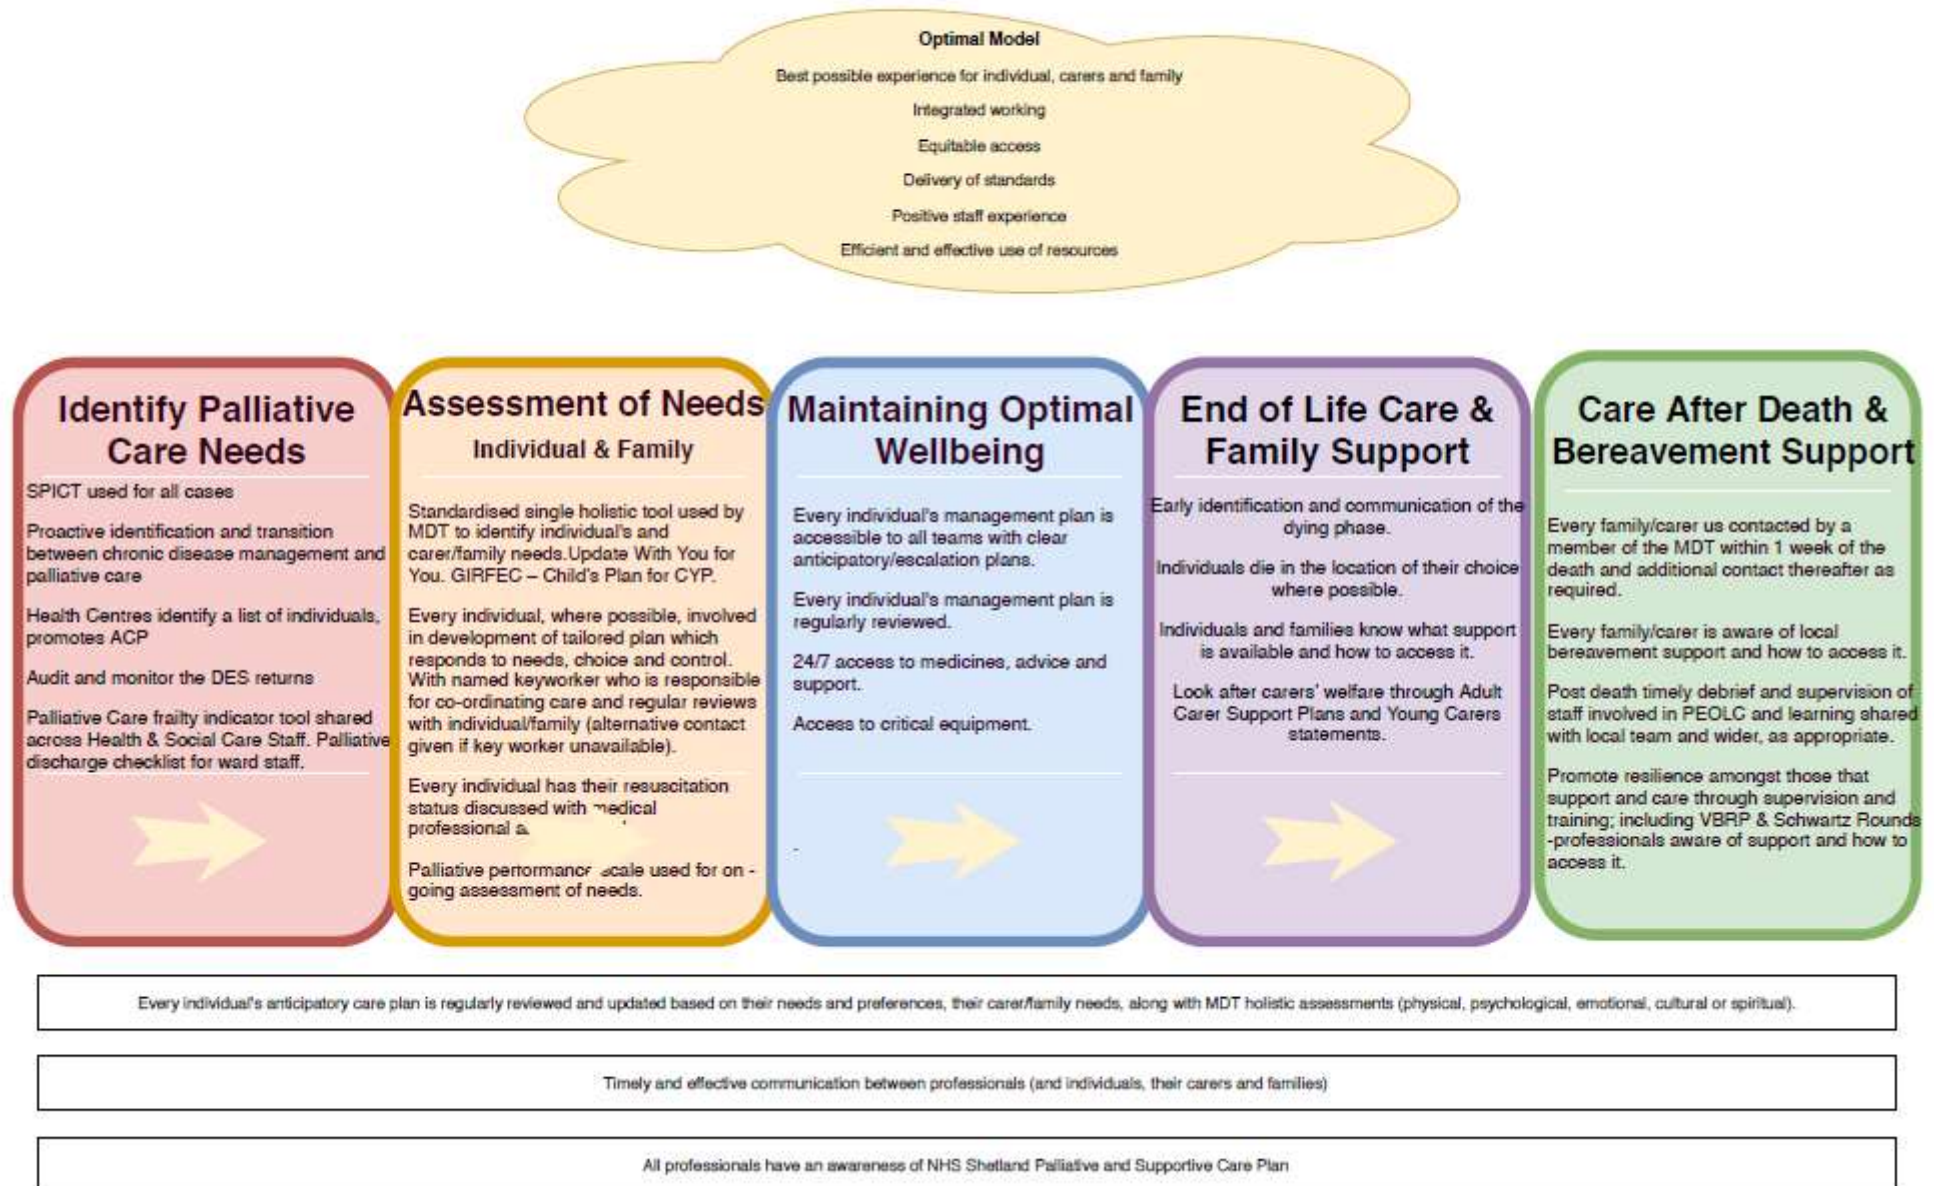 Optimal Model
Best possible experience for individual, carers and family
Integrated working
Equitable access
Delivery of standards
Positive staff experience
Efficient and effective use of resources
Identify Palliative
Care Needs
SPICT used for all cases
Proactive identification and transition
between chronic disease management and
palliative care
Health Centres identify a list of individuals,
promotes ACP
Audit and monitor the DES returns
Palliative Care frailty indicator tool shared
across Health & Social Care Staff. Palliative
discharge checklist for ward staff.
Assessment of Needs
Individual & Family
Standardised single holistic tool used by
MDT to identify individual's and
carer/family needs.Update With You for
You. GIRFEC – Child's Plan for CYP.
Every individual, where possible, involved
in development of tailored plan which
responds to needs, choice and control.
With named keyworker who is responsible
for co-ordinating care and regular reviews
with individual/family (alternative contact
given if key worker unavailable).
Every individual has their resuscitation
status discussed with medical
professional
Palliative performance scale used for on -
going assessment of needs.
Maintaining Optimal
Wellbeing
Every individual's management plan is
accessible to all teams with clear
anticipatory/escalation plans.
Every individual's management plan is
regularly reviewed.
24/7 access to medicines, advice and
support.
Access to critical equipment.
.
End of Life Care &
Family Support
Early identification and communication of the
dying phase.
Individuals die in the location of their choice
where possible.
Individuals and families know what support
is available and how to access it.
Look after carers' welfare through Adult
Carer Support Plans and Young Carers
statements.
Care After Death &
Bereavement Support
Every family/carer us contacted by a
member of the MDT within 1 week of the
death and additional contact thereafter as
required.
Every family/carer is aware of local
bereavement support and how to access it.
Post death timely debrief and supervision of
staff involved in PEOLC and learning shared
with local team and wider, as appropriate.
Promote resilience amongst those that
support and care through supervision and
training; including VBRP & Schwartz Rounds
-professionals aware of support and how to
access it.
Every individual's anticipatory care plan is regularly reviewed and updated based on their needs and preferences, their carer/family needs, along with MDT holistic assessments (physical, psychological, emotional, cultural or spiritual).
Timely and effective communication between professionals (and individuals, their carers and families)
All professionals have an awareness of NHS Shetland Palliative and Supportive Care Plan